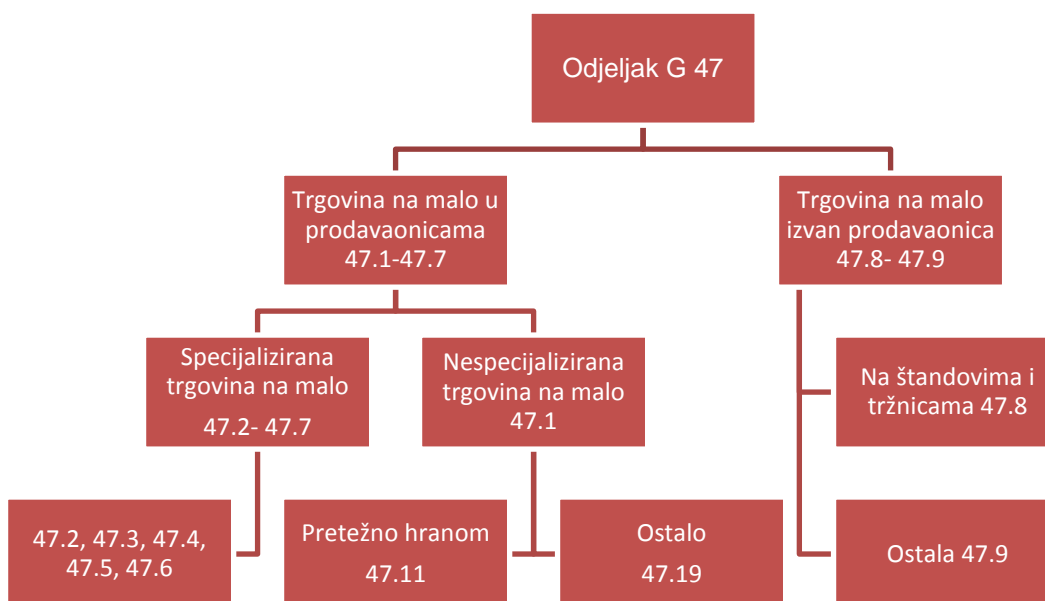 Odjeljak G 47
Trgovina na malo u
prodavaonicama
47.1-47.7
Trgovina na malo
izvan prodavaonica
47.8- 47.9
Specijalizirana
trgovina na malo
47.2- 47.7
Nespecijalizirana
trgovina na malo
47.1
Na štandovima i
tržnicama 47.8
47.2, 47.3, 47.4,
47.5, 47.6
Pretežno hranom
47.11
Ostalo
47.19
Ostala 47.9